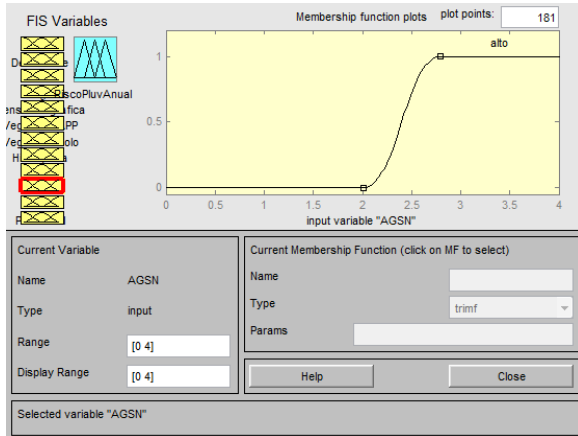 FIS Variables
Membership function plots
plot points:
181
alto
RiscoPluvAnual
1
0.5
0
0 0.5 1 1.5 2 2.5 3 3.5 4
input variable "AGSN"
Current Variable
Name AGSN
Type input
Range [0 4]
Display Range [0 4]
Current Membership Function (click on MF to select)
Name
Type trimf
Params
Help
Close
Selected variable "AGSN"